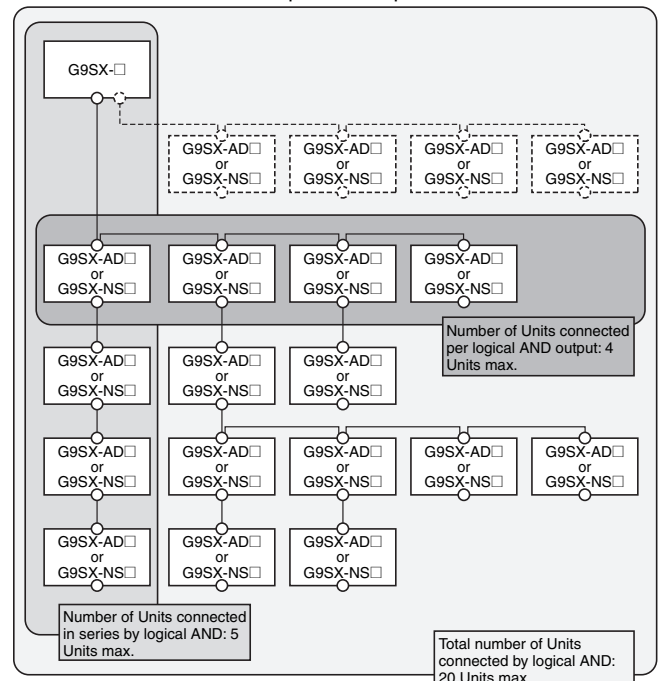 G9SX-□
G9SX-AD□
or
G9SX-NS□
G9SX-AD□
or
G9SX-NS□
G9SX-AD□
or
G9SX-NS□
G9SX-AD□
or
G9SX-NS□
G9SX-AD□
or
G9SX-NS□
G9SX-AD□
or
G9SX-NS□
G9SX-AD□
or
G9SX-NS□
G9SX-AD□
or
G9SX-NS□
Number of Units connected
per logical AND output: 4
Units max.
G9SX-AD□
or
G9SX-NS□
G9SX-AD□
or
G9SX-NS□
G9SX-AD□
or
G9SX-NS□
G9SX-AD□
or
G9SX-NS□
G9SX-AD□
or
G9SX-NS□
G9SX-AD□
or
G9SX-NS□
G9SX-AD□
or
G9SX-NS□
G9SX-AD□
or
G9SX-NS□
G9SX-AD□
or
G9SX-NS□
G9SX-AD□
or
G9SX-NS□
G9SX-AD□
or
G9SX-NS□
Number of Units connected
in series by logical AND: 5
Units max.
Total number of Units
connected by logical AND:
20 Units max.